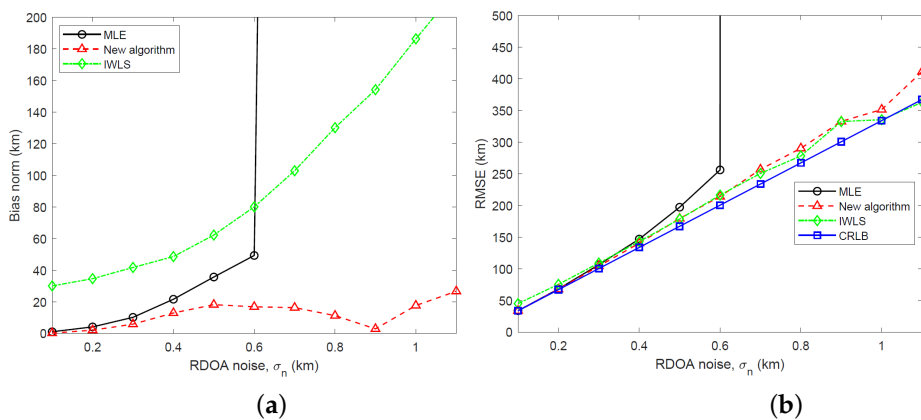 200
180
160
140
120
100
80
60
40
20
0
Bias norm (km)
MLE
New algorithm
IWLS
0.2 0.4 0.6 0.8 1
RDOA noise, σn (km)
(a)
500
450
400
350
300
250
200
150
100
50
0
RMSE (km)
MLE
New algorithm
IWLS
CRLB
0.2 0.4 0.6 0.8 1
RDOA noise, σn (km)
(b)